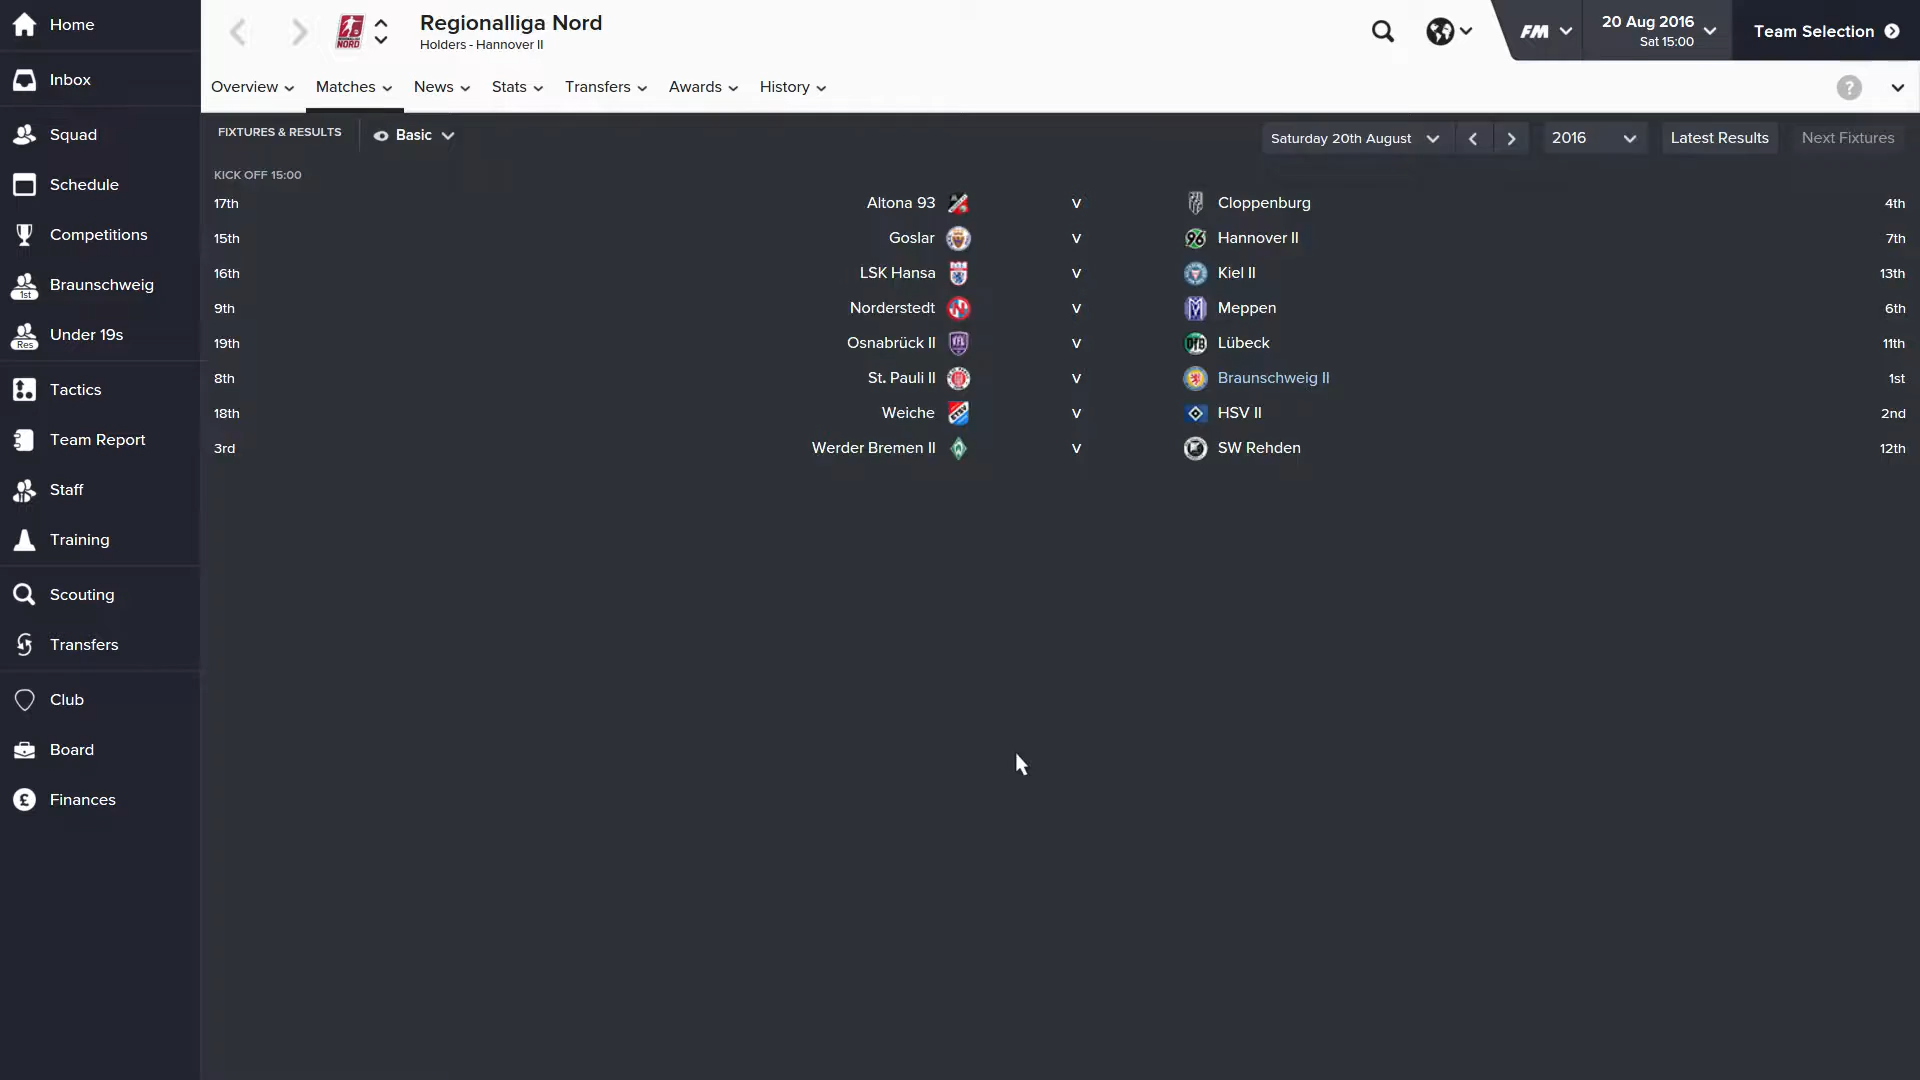 Home
Inbox
Squad
Schedule
Competitions
Braunschweig
1st
Under 19s
Res
Tactics
Team Report
Staff
Training
Scouting
Transfers
Club
Board
Finances
NORD
Regionalliga Nord
Holders - Hannover II
FM
20 Aug 2016
Sat 15:00
Team Selection
Overview Matches News Stats Transfers Awards History ?
FIXTURES & RESULTS Basic Saturday 20th August 2016 Latest Results Next Fixtures
KICK OFF 15:00
17th Altona 93 v Cloppenburg 4th
15th Goslar v Hannover II 7th
16th LSK Hansa v Kiel II 13th
9th Norderstedt v Meppen 6th
19th Osnabrück II v Lübeck 11th
8th St. Pauli II v Braunschweig II 1st
18th Weiche v HSV II 2nd
3rd Werder Bremen II v SW Rehden 12th